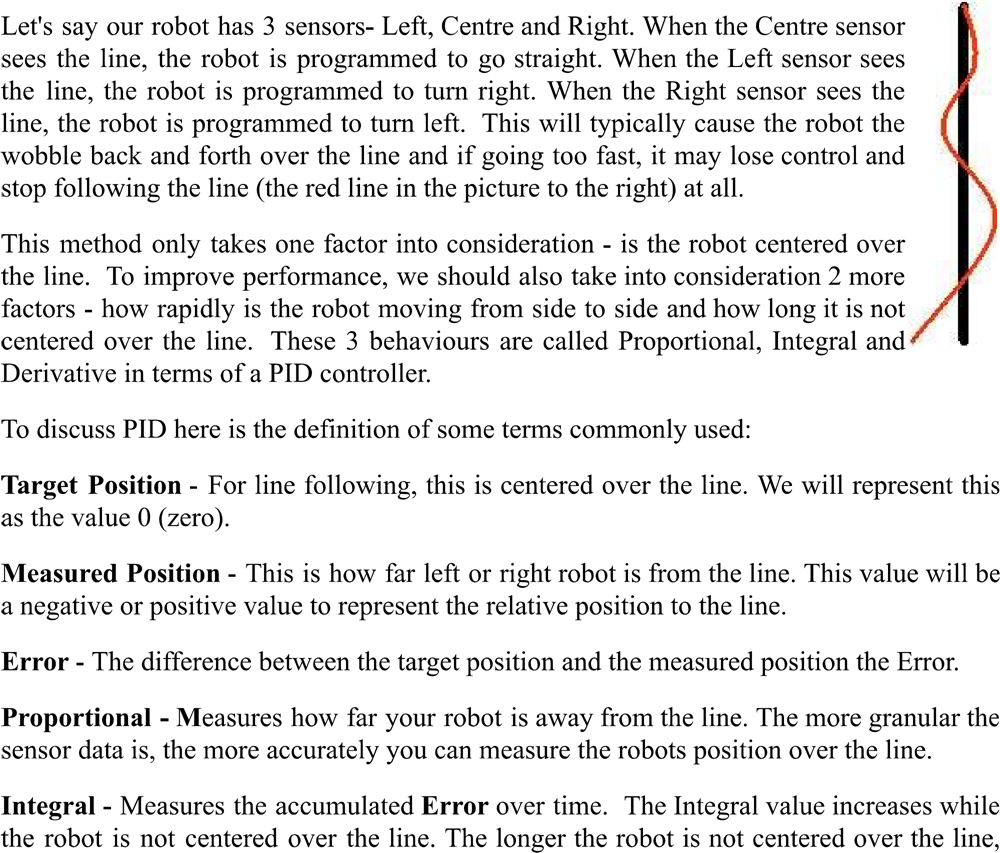 Let's say our robot has 3 sensors- Left, Centre and Right. When the Centre sensor
sees the line, the robot is programmed to go straight. When the Left sensor sees
the line, the robot is programmed to turn right. When the Right sensor sees the
line, the robot is programmed to turn left.  This will typically cause the robot the
wobble back and forth over the line and if going too fast, it may lose control and
stop following the line (the red line in the picture to the right) at all.
This method only takes one factor into consideration - is the robot centered over
the line.  To improve performance, we should also take into consideration 2 more
factors - how rapidly is the robot moving from side to side and how long it is not
centered over the line.  These 3 behaviours are called Proportional, Integral and
Derivative in terms of a PID controller.
To discuss PID here is the definition of some terms commonly used:
Target Position - For line following, this is centered over the line. We will represent this
as the value 0 (zero).
Measured Position - This is how far left or right robot is from the line. This value will be
a negative or positive value to represent the relative position to the line.
Error - The difference between the target position and the measured position the Error.
Proportional - Measures how far your robot is away from the line. The more granular the
sensor data is, the more accurately you can measure the robots position over the line.
Integral - Measures the accumulated Error over time.  The Integral value increases while
the robot is not centered over the line. The longer the robot is not centered over the line,